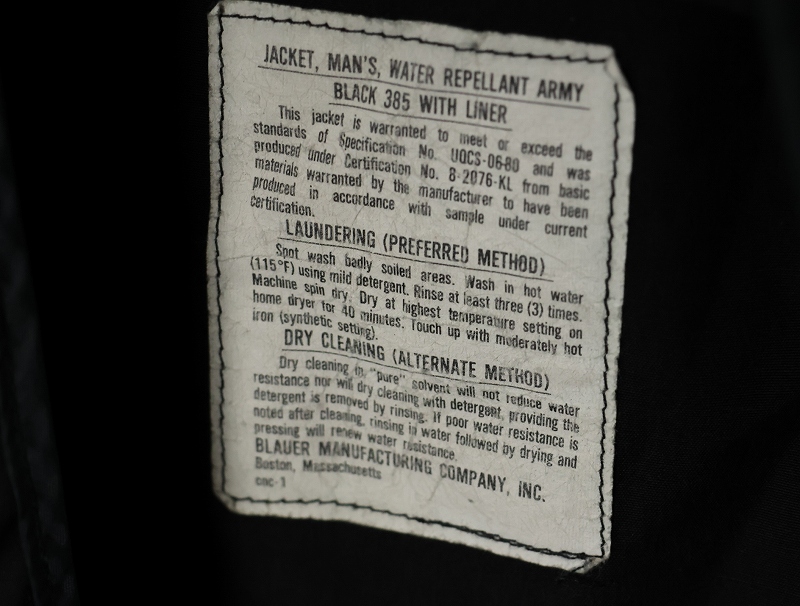 JACKET, MAN'S, WATER REPELLANT ARMY
BLACK 385 WITH LINER
This jacket is warranted to meet or exceed the
standards of Specification No. UQCS-06-80 and was
produced under Certification No. 8-2076-KL from basic
materials warranted by the manufacturer to have been
produced in accordance with sample under current
certification.
LAUNDERING (PREFERRED METHOD)
Spot wash badly soiled areas. Wash in hot water
(115°F) using mild detergent. Rinse at least three (3) times.
Machine spin dry. Dry at highest temperature setting on
home dryer for 40 minutes. Touch up with moderately hot
iron (synthetic setting).
DRY CLEANING (ALTERNATE METHOD)
Dry cleaning in "pure" solvent will not reduce water
resistance nor will dry cleaning with detergent, providing the
detergent is removed by rinsing. If poor water resistance is
noted after cleaning, rinsing in water followed by drying and
pressing will renew water resistance.
BLAUER MANUFACTURING COMPANY, INC.
Boston, Massachusetts